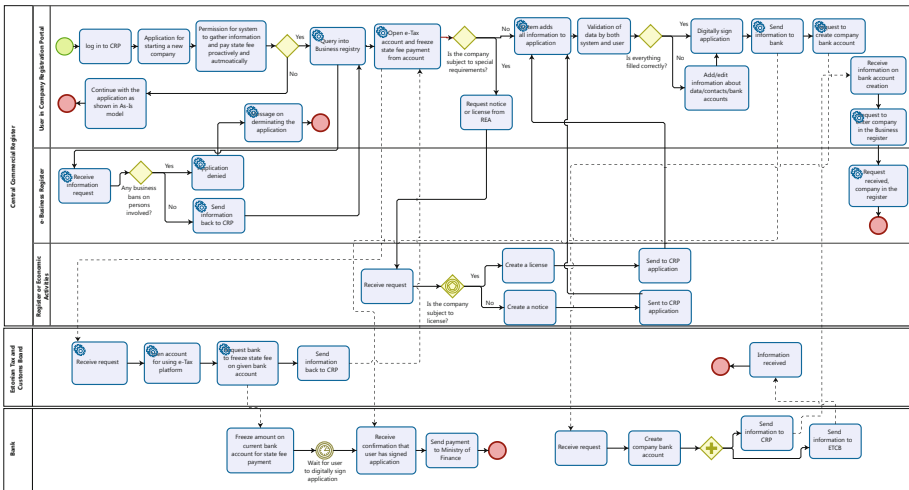 Central Commercial Register
User in Company Registration Portal
log in to CRP
Application for
starting a new
company
Permission for system
to gather information
and pay state fee
proactively and
autmoatically
Yes
No
Query into
Business registry
Open e-Tax
account and freeze
state fee payment
from account
Is the company
subject to special
requirements?
No
Yes
all information to
application
Validation of
data by both
system and user
Is everything
filled correctly?
Yes
No
Digitally sign
application
Send
information to
bank
Request to
create company
bank account
Continue with the
application as
shown in As-Is
model
Message on
derminating the
application
Request notice
or license from
REA
Add/edit
infromation about
data/contacts/bank
accounts
Receive
information on
bank account
creation
Request to
enter company
in the Business
register
e-Business Register
Receive
information
request
Any business
bans on
persons
involved?
Yes
No
Application
denied
Send
information
back to CRP
Request
received,
company in the
register
Register or Economic
Activities
Receive request
Is the company
subject to
license?
Yes
No
Create a license
Create a notice
Send to CRP
application
Sent to CRP
application
Estonian Tax and
Customs Board
Receive request
Open account
for using e-Tax
platform
Request bank
to freeze state fee
on given bank
account
Send
information
back to CRP
Information
received
Bank
Freeze amount on
current bank
account for state fee
payment
Wait for user
to digitally sign
application
Receive
confirmation that
user has signed
application
Send payment
to Ministry of
Finance
Receive request
Create
company bank
account
Send
information to
CRP
Send
information to
ETCB